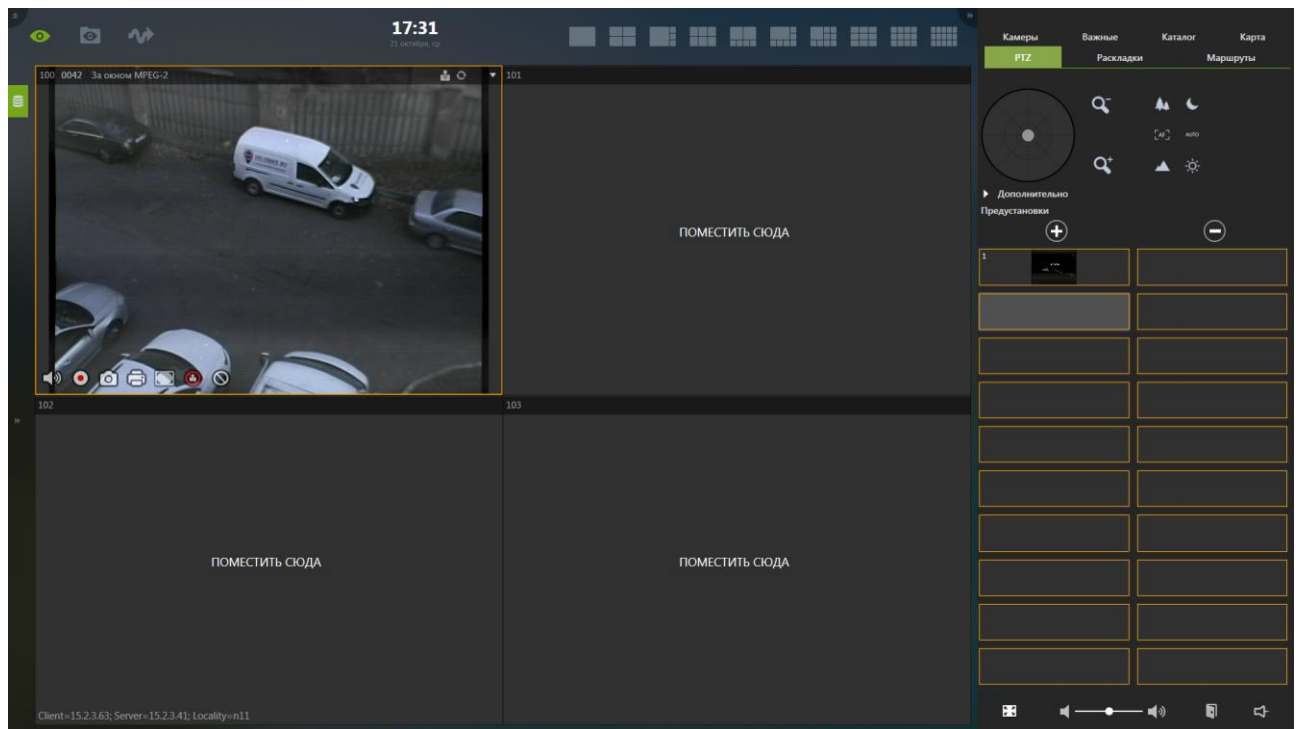 17:31
21 октября, ср
Камеры Важные Каталог Карта
PTZ Раскладки Маршруты
100 0042 За окном MPEG-2
101
[AF] AUTO
Дополнительно
Предустановки
ПОМЕСТИТЬ СЮДА
1
102
103
ПОМЕСТИТЬ СЮДА
ПОМЕСТИТЬ СЮДА
Client=15.2.3.63; Server=15.2.3.41; Locality=n11